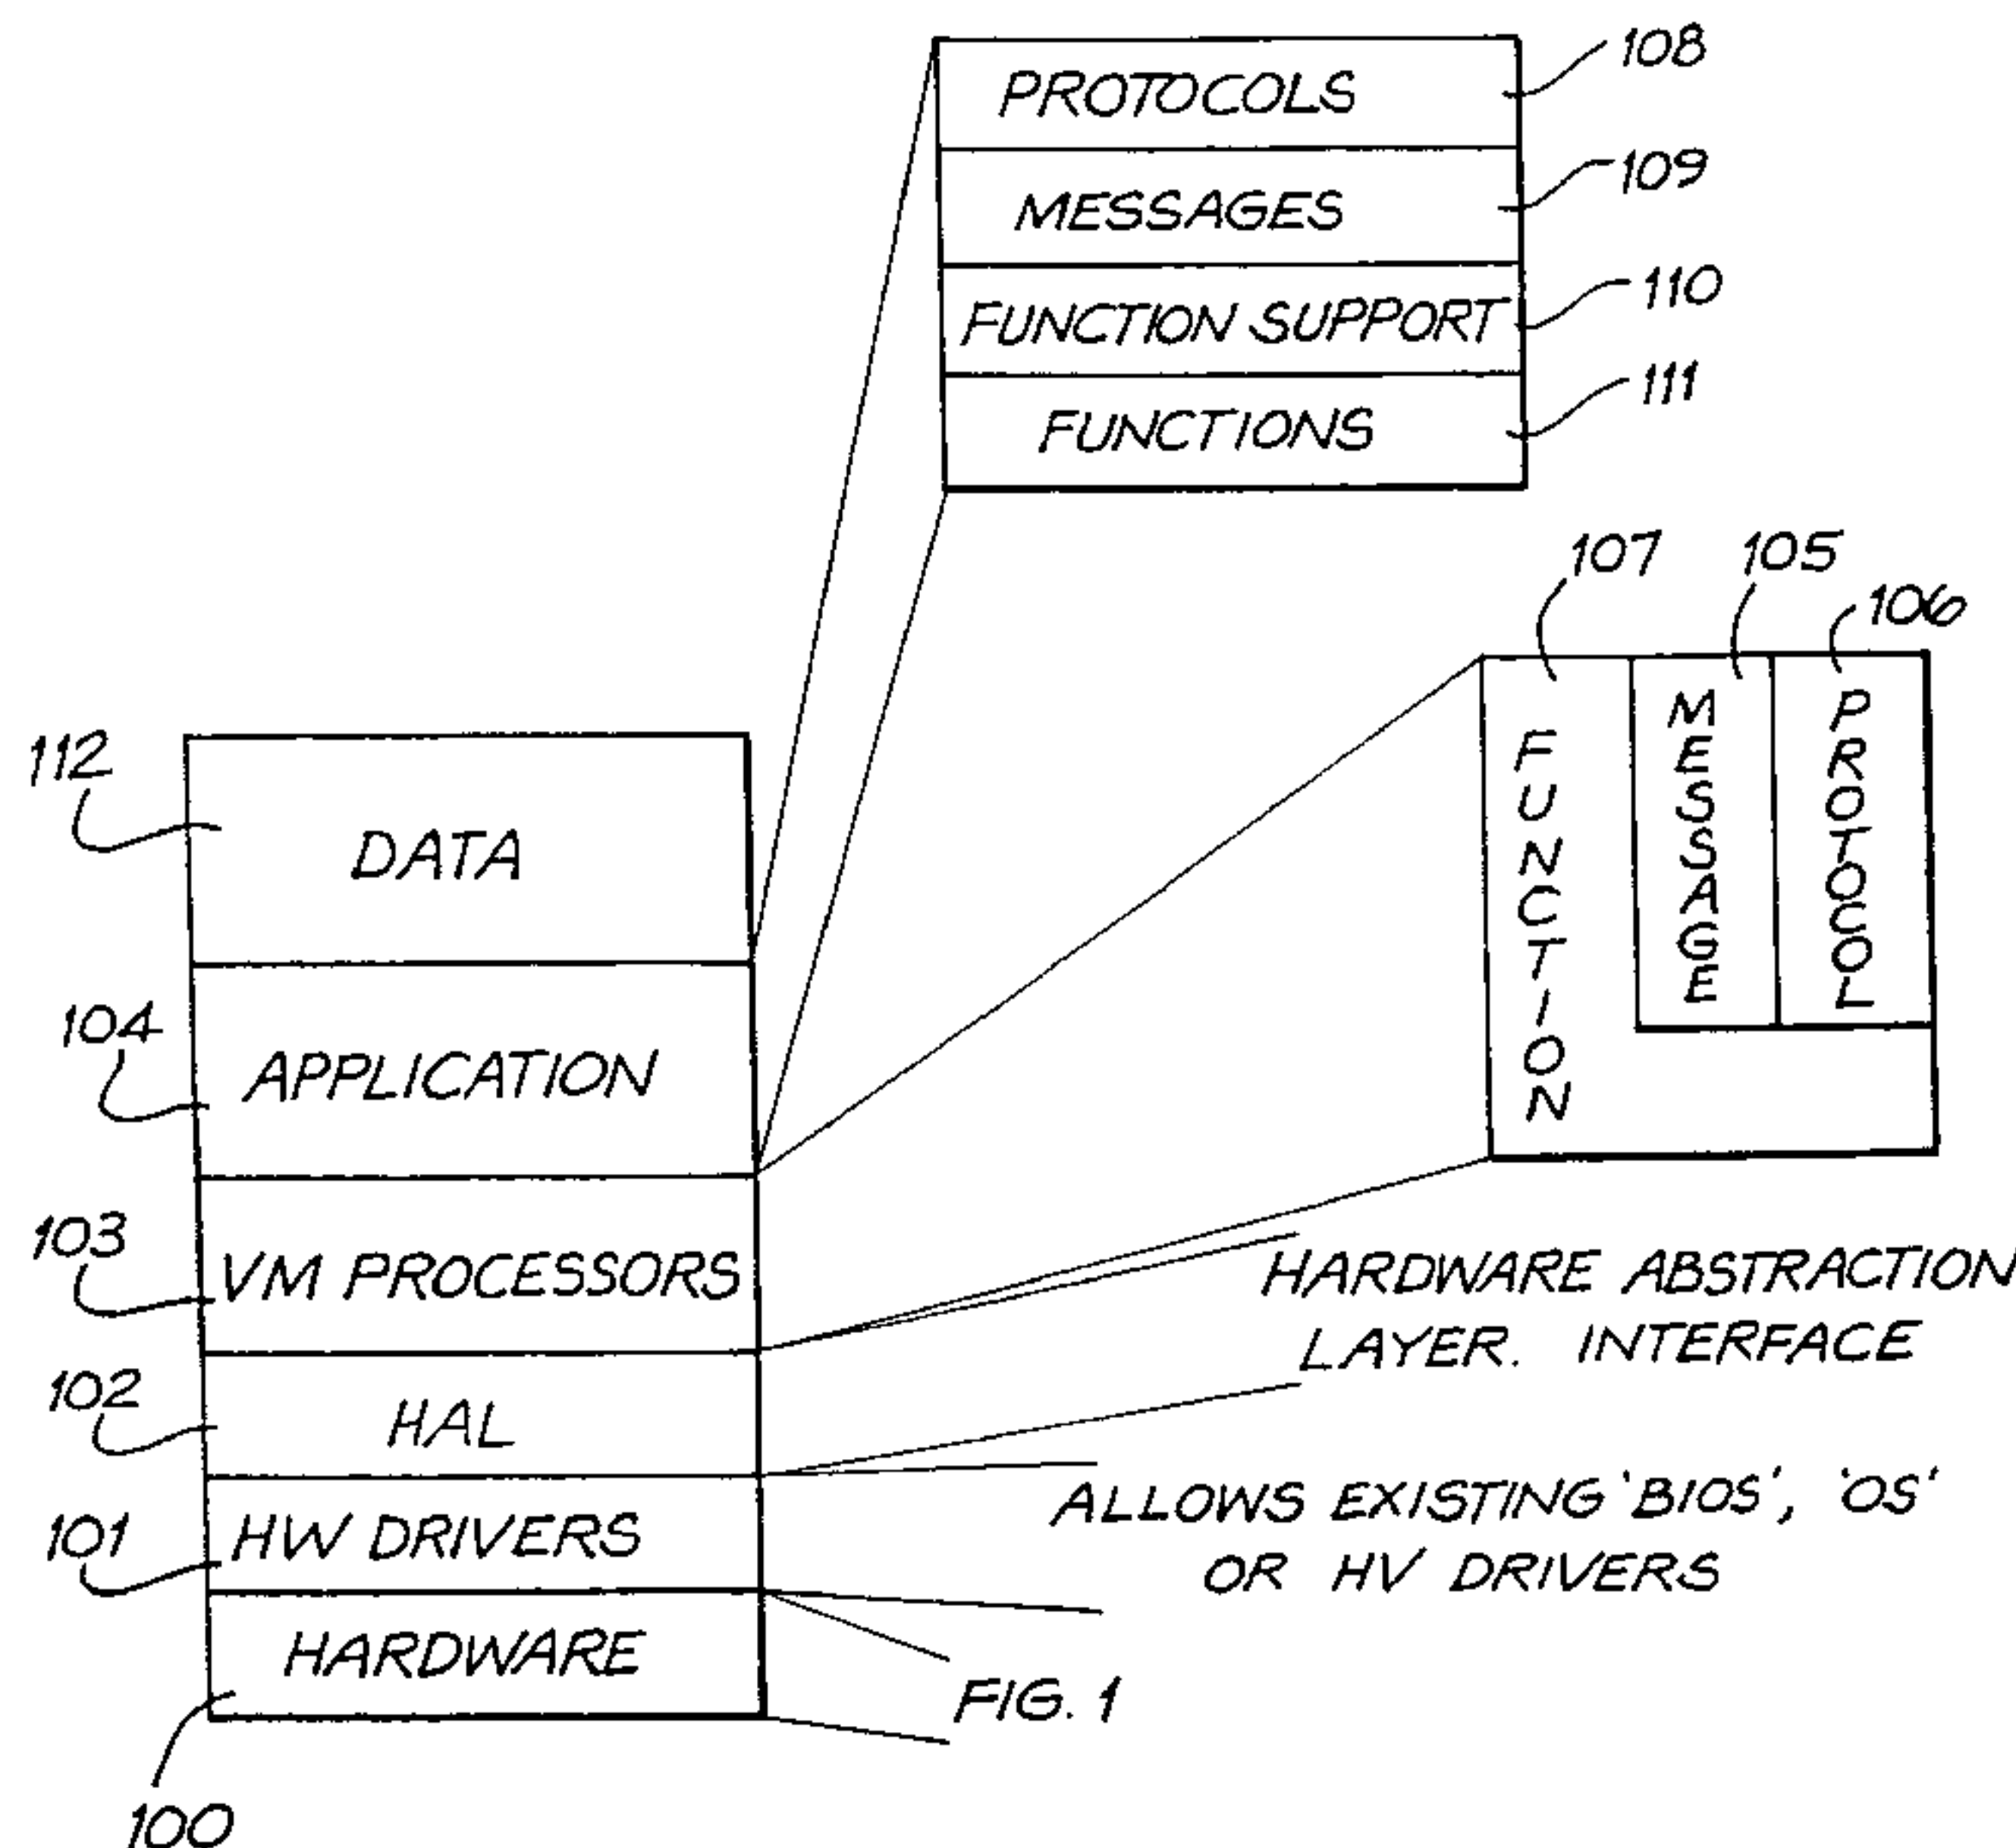 PROTOCOLS 108
MESSAGES 109
FUNCTION SUPPORT 110
FUNCTIONS 111
107 105 106
FUNCTION
MESSAGE
PROTOCOL
112
DATA
104
APPLICATION
103
VM PROCESSORS
HARDWARE ABSTRACTION
LAYER. INTERFACE
102
HAL
101
HW DRIVERS
ALLOWS EXISTING 'BIOS', 'OS'
OR HV DRIVERS
HARDWARE
100
FIG. 1